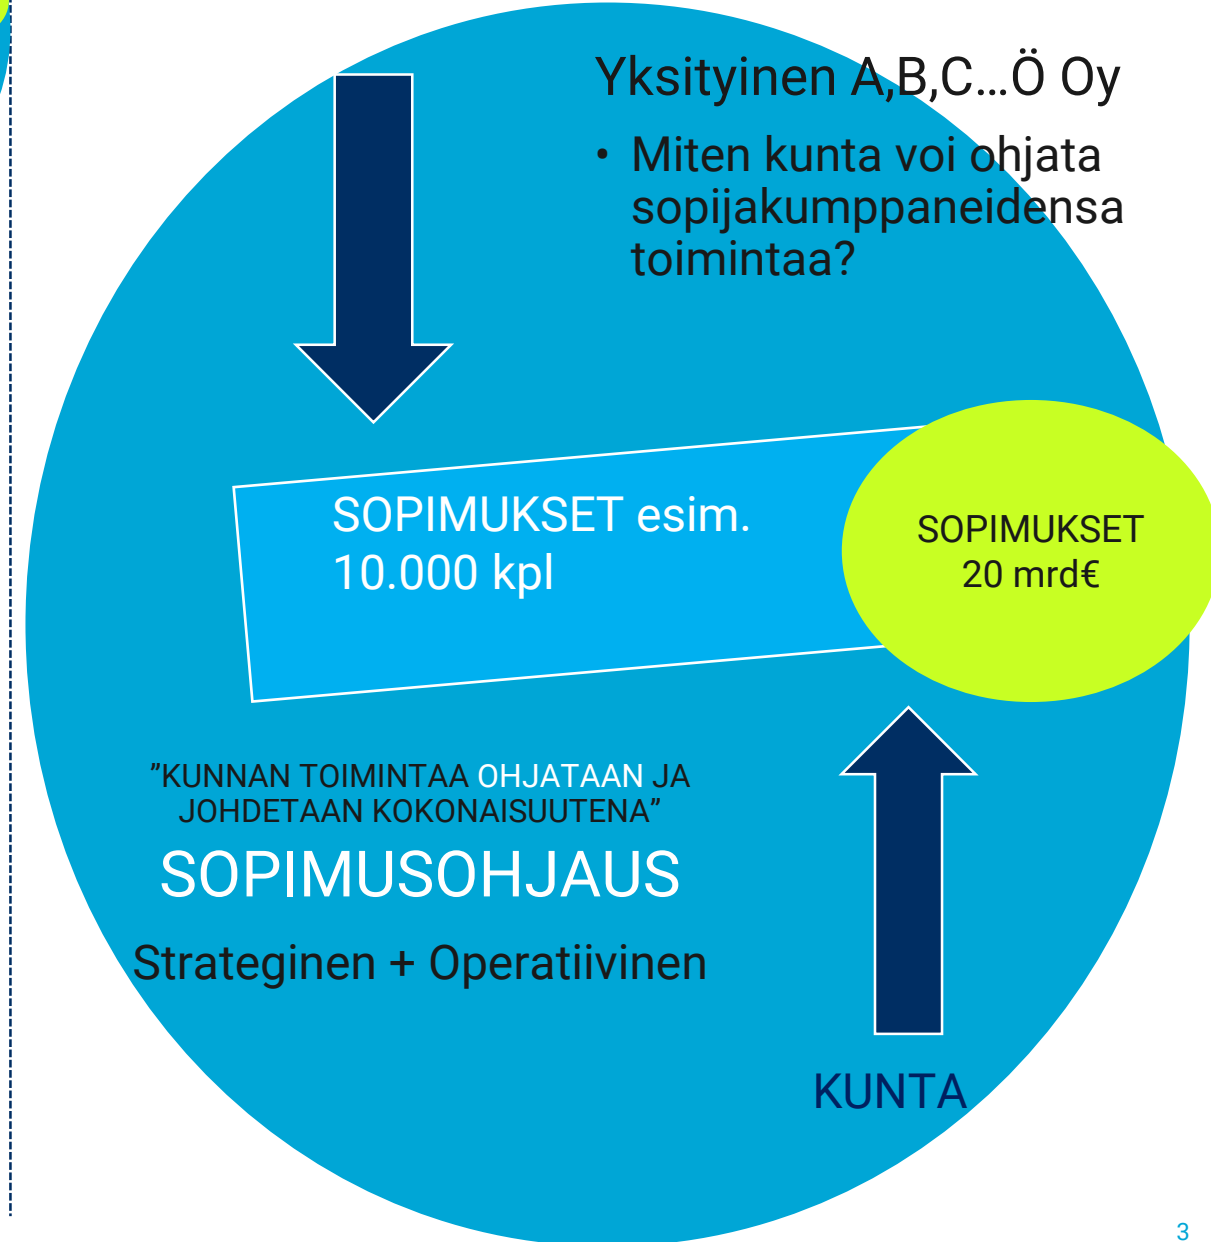 Yksityinen A,B,C…Ö Oy
• Miten kunta voi ohjata
sopijakumppaneidensa
toimintaa?
SOPIMUKSET esim.
10.000 kpl
SOPIMUKSET
20 mrd€
”KUNNAN TOIMINTAA OHJATAAN JA
JOHDETAAN KOKONAISUUTENA”
SOPIMUSOHJAUS
Strateginen + Operatiivinen
KUNTA
3